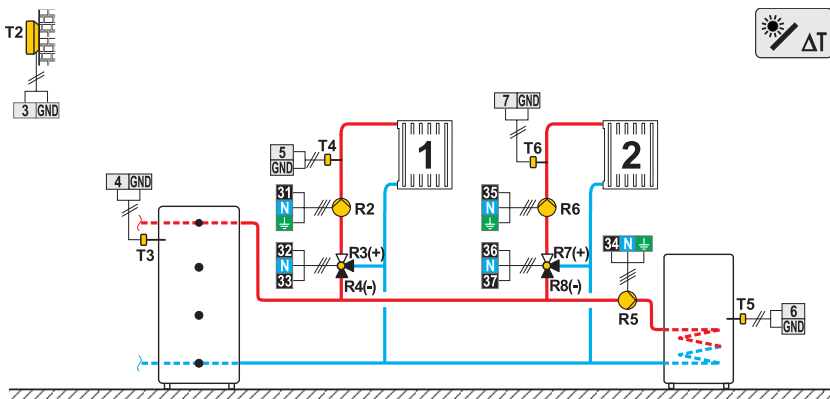 T2
3 GND
ΔT
4 GND
T3
5
GND
T4
31
N
R2
32
N
33
R3(+)
R4(-)
1
7 GND
T6
35
N
R6
36
N
37
R7(+)
R8(-)
2
34 N
R5
T5
6
GND